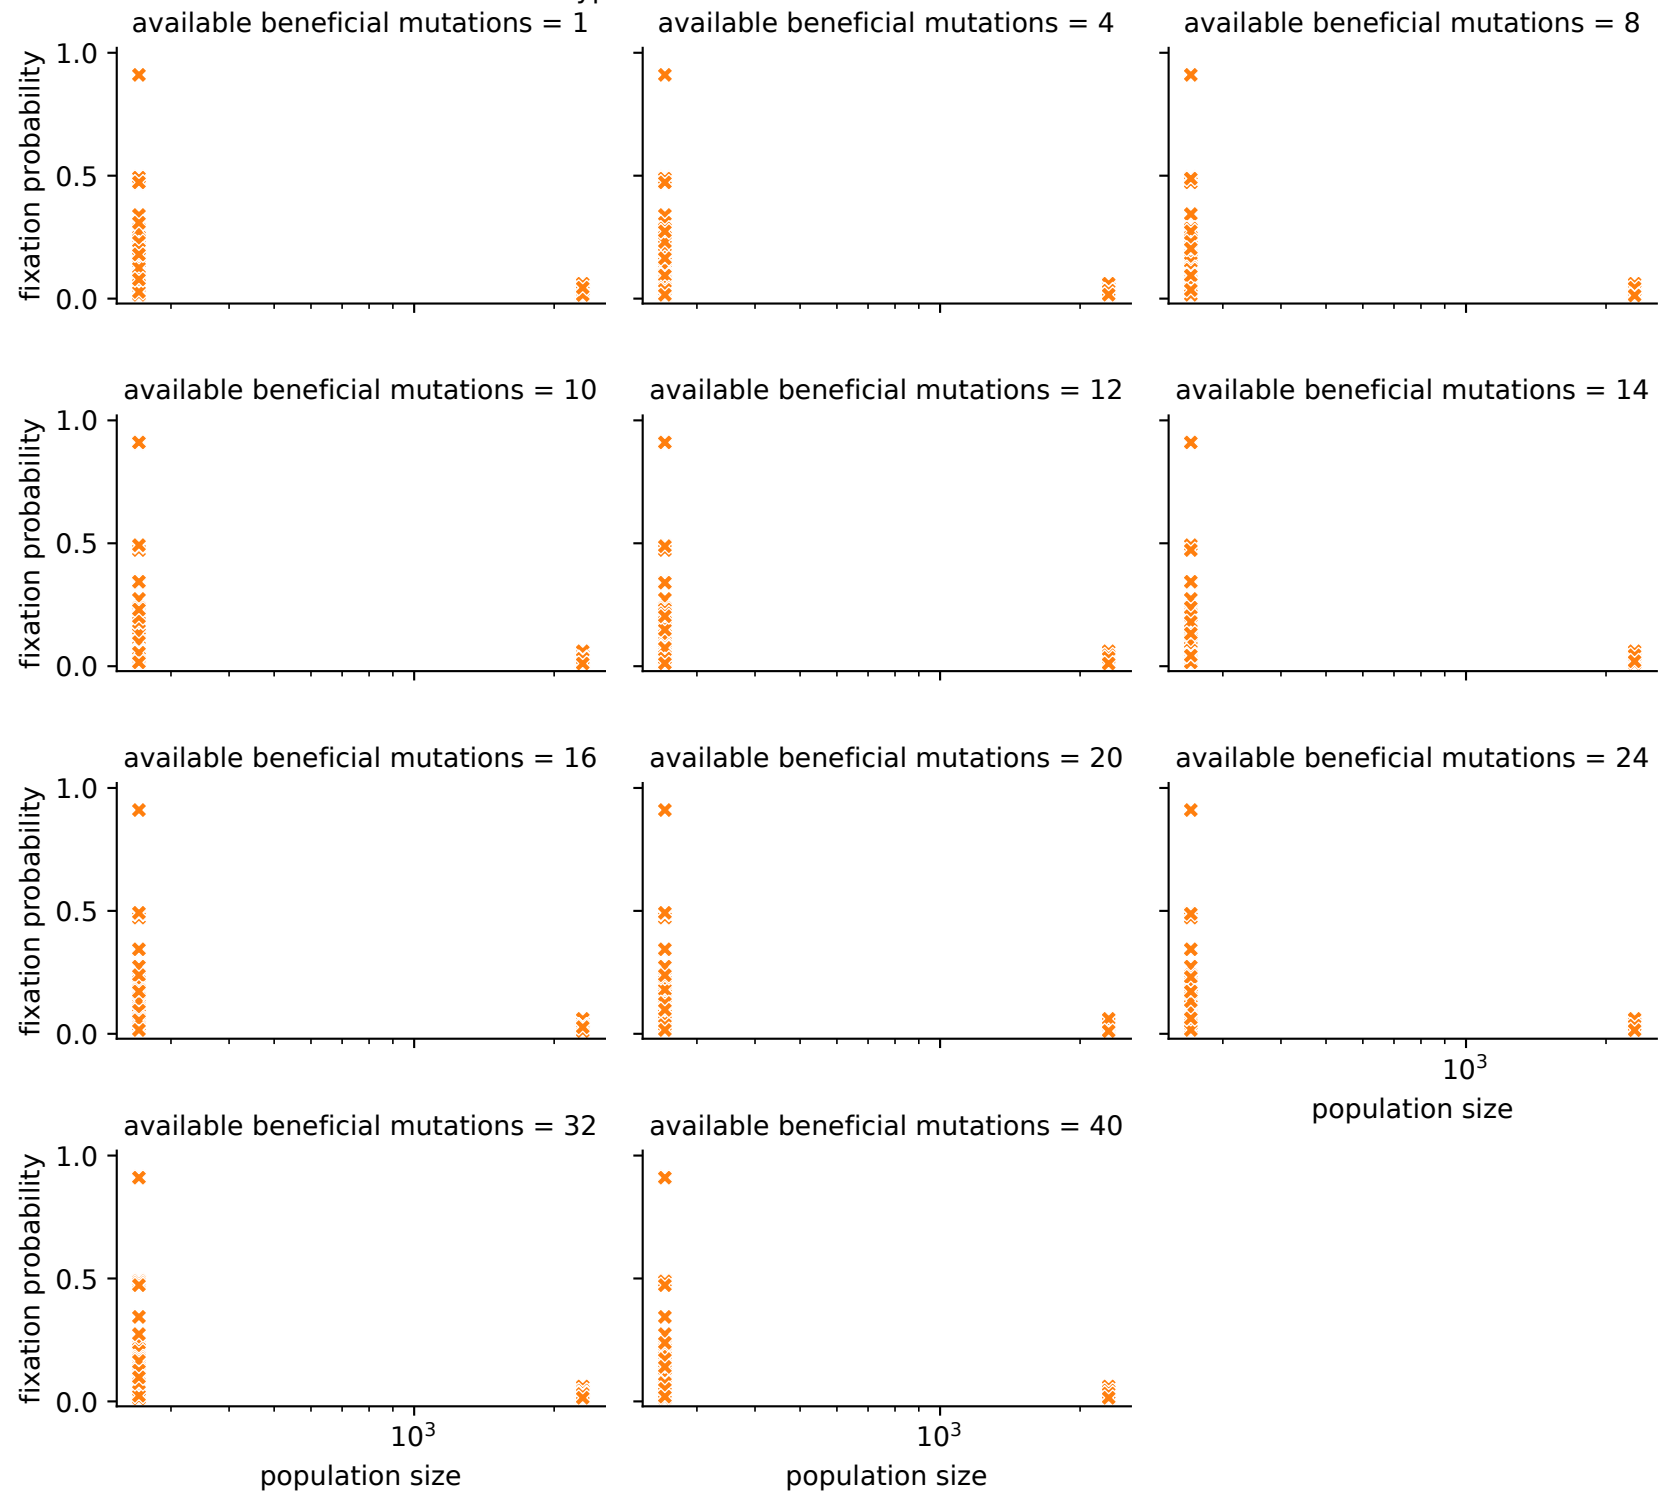 available beneficial mutations = 1
available beneficial mutations = 4
available beneficial mutations = 8
fixation probability
1.0
0.5
0.0
available beneficial mutations = 10
available beneficial mutations = 12
available beneficial mutations = 14
fixation probability
1.0
0.5
0.0
available beneficial mutations = 16
available beneficial mutations = 20
available beneficial mutations = 24
fixation probability
1.0
0.5
0.0
10³
population size
available beneficial mutations = 32
available beneficial mutations = 40
fixation probability
1.0
0.5
0.0
10³
10³
population size
population size